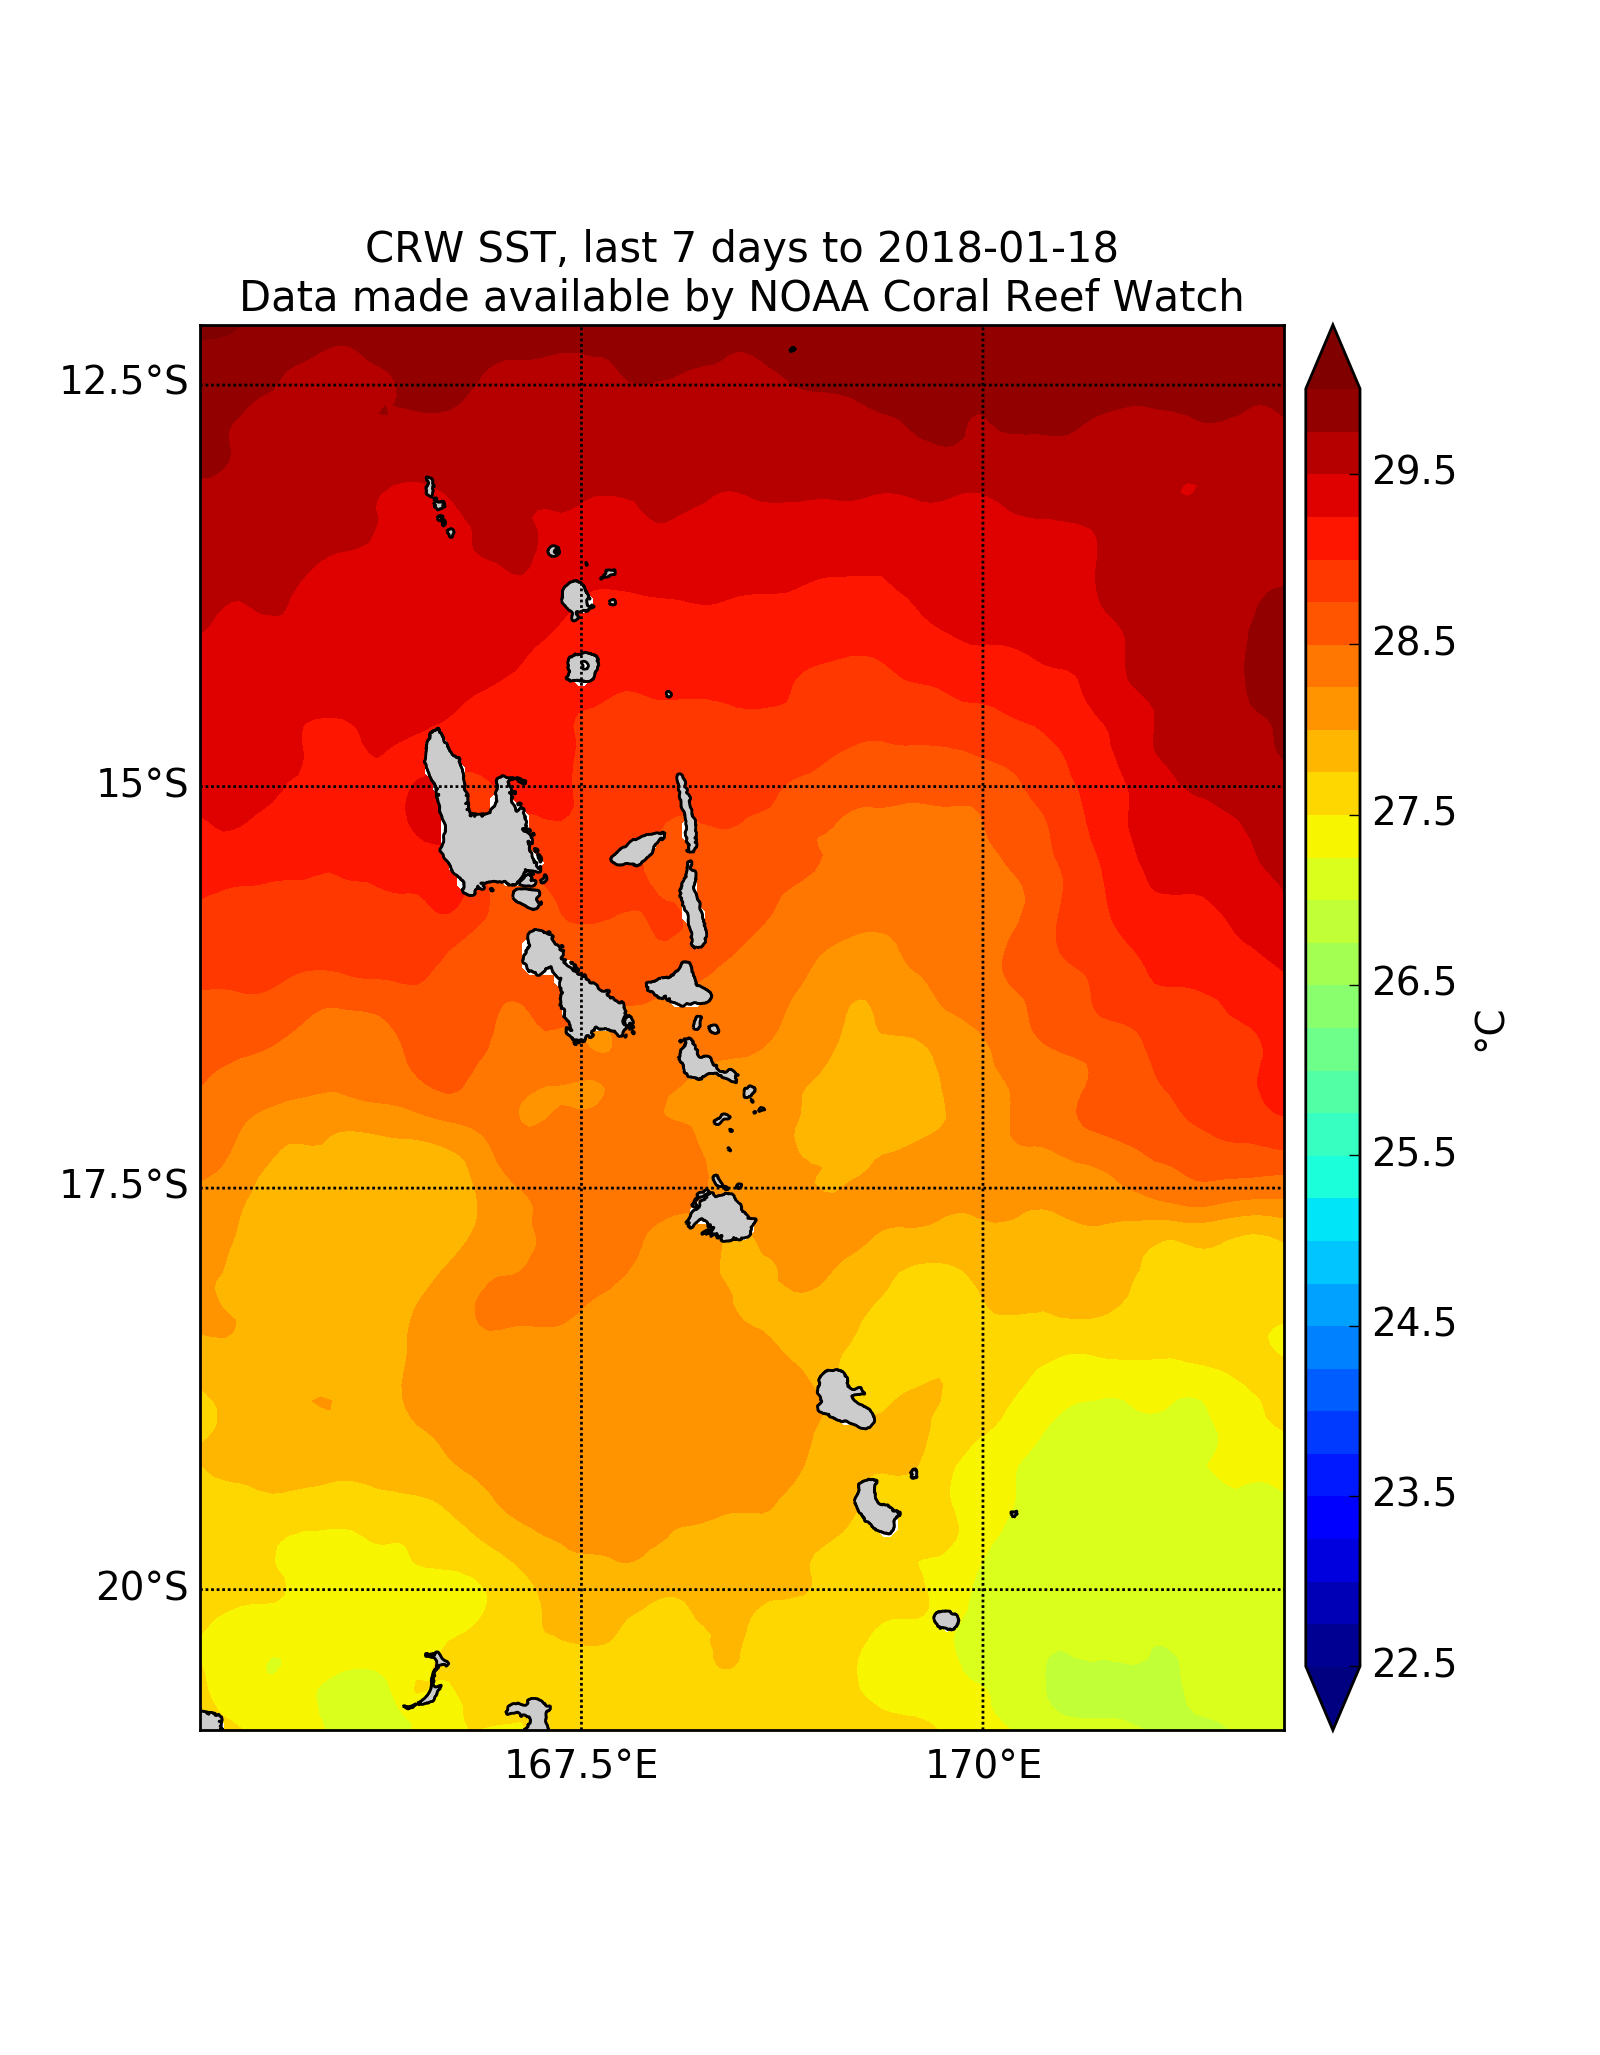 CRW SST, last 7 days to 2018-01-18
Data made available by NOAA Coral Reef Watch
12.5°S
15°S
17.5°S
20°S
167.5°E
170°E
29.5
28.5
27.5
26.5
25.5
24.5
23.5
22.5
°C